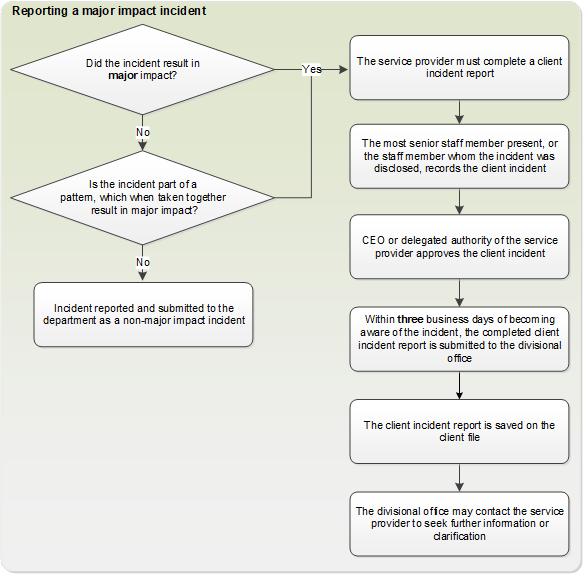 Reporting a major impact incident
Did the incident result in
major impact?
Yes
No
Is the incident part of a
pattern, which when taken together
result in major impact?
No
Incident reported and submitted to the
department as a non-major impact incident
The service provider must complete a client
incident report
The most senior staff member present, or
the staff member whom the incident was
disclosed, records the client incident
CEO or delegated authority of the service
provider approves the client incident
Within three business days of becoming
aware of the incident, the completed client
incident report is submitted to the divisional
office
The client incident report is saved on the
client file
The divisional office may contact the service
provider to seek further information or
clarification